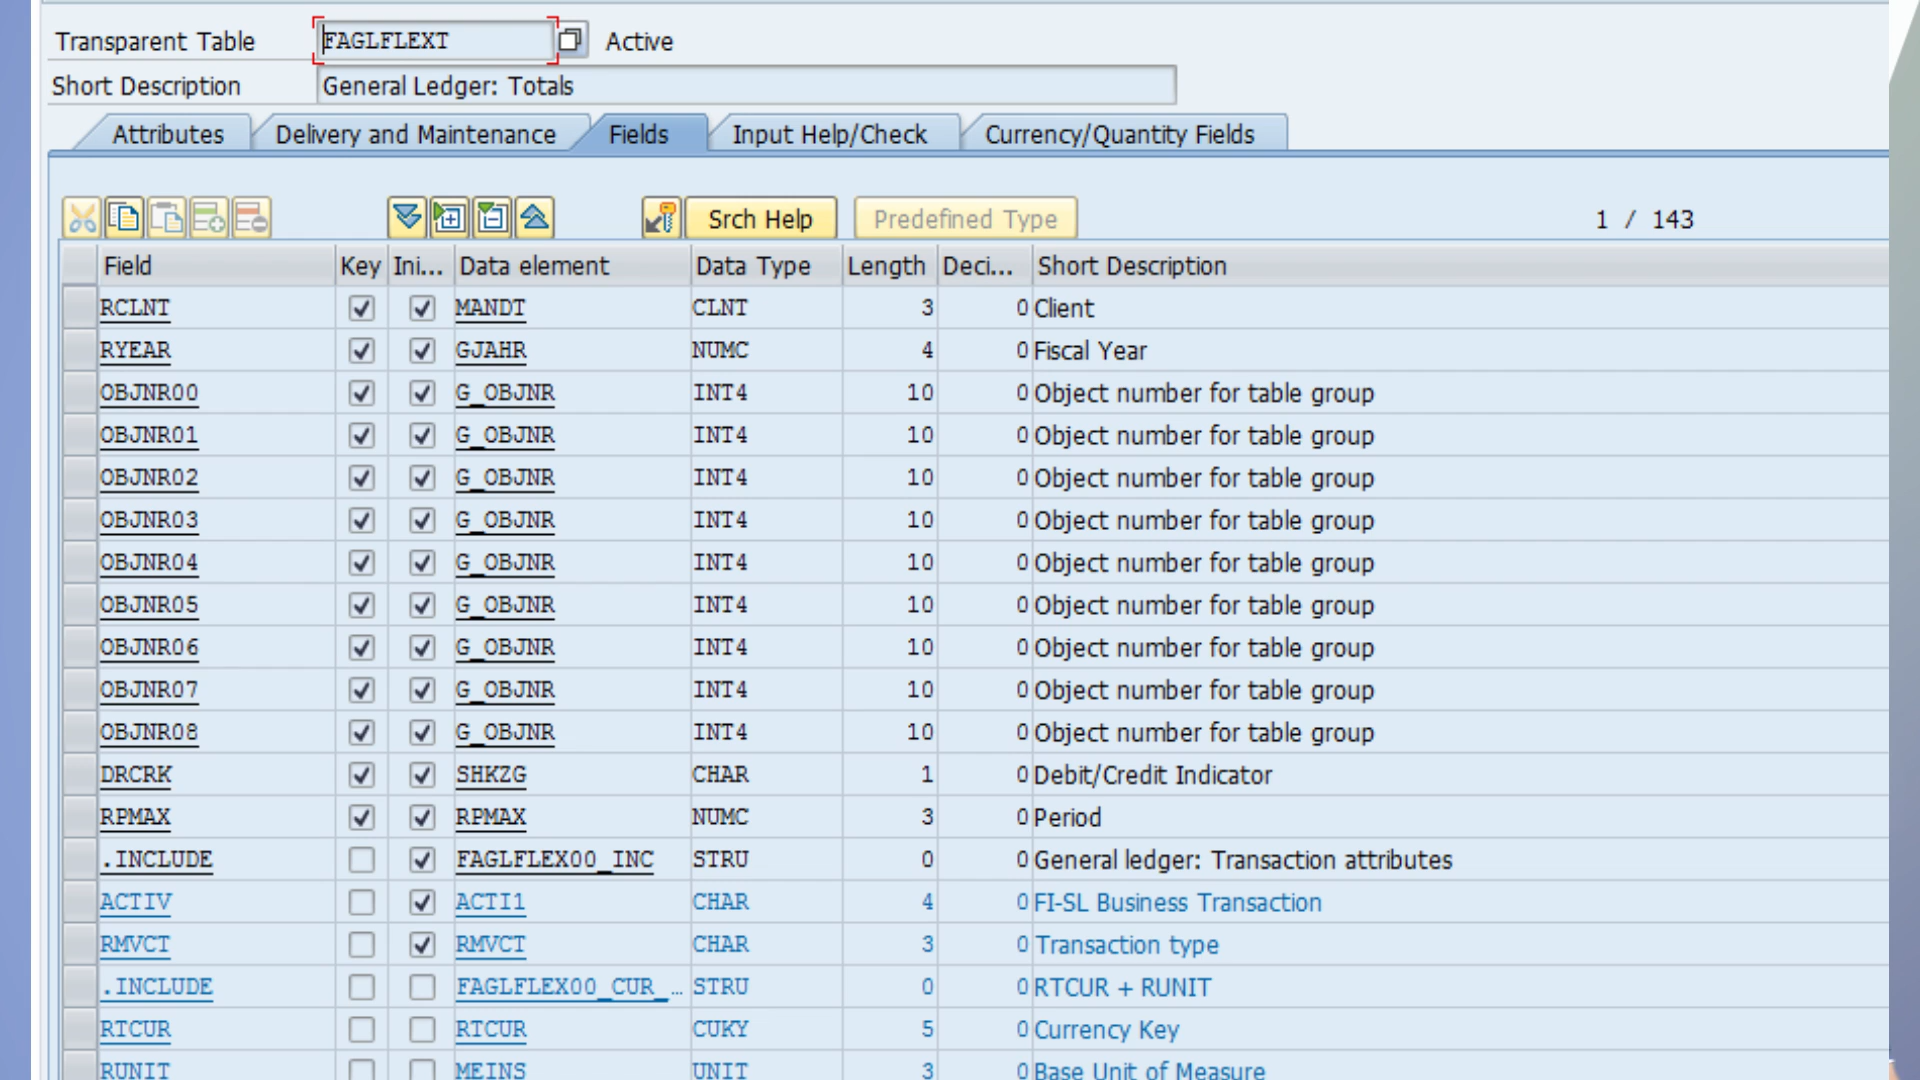 Transparent Table FAGLFLEXT Active
Short Description General Ledger: Totals
Attributes Delivery and Maintenance Fields Input Help/Check Currency/Quantity Fields
Srch Help Predefined Type 1 / 143
Field Key Ini... Data element Data Type Length Deci... Short Description
RCLNT MANDT CLNT 3 0 Client
RYEAR GJAHR NUMC 4 0 Fiscal Year
OBJNR00 G_OBJNR INT4 10 0 Object number for table group
OBJNR01 G_OBJNR INT4 10 0 Object number for table group
OBJNR02 G_OBJNR INT4 10 0 Object number for table group
OBJNR03 G_OBJNR INT4 10 0 Object number for table group
OBJNR04 G_OBJNR INT4 10 0 Object number for table group
OBJNR05 G_OBJNR INT4 10 0 Object number for table group
OBJNR06 G_OBJNR INT4 10 0 Object number for table group
OBJNR07 G_OBJNR INT4 10 0 Object number for table group
OBJNR08 G_OBJNR INT4 10 0 Object number for table group
DRCRK SHKZG CHAR 1 0 Debit/Credit Indicator
RPMAX RPMAX NUMC 3 0 Period
.INCLUDE FAGLFLEX00_INC STRU 0 0 General ledger: Transaction attributes
ACTIV ACTI1 CHAR 4 0 FI-SL Business Transaction
RMVCT RMVCT CHAR 3 0 Transaction type
.INCLUDE FAGLFLEX00_CUR_... STRU 0 0 RTCUR + RUNIT
RTCUR RTCUR CUKY 5 0 Currency Key
RUNIT MEINS UNIT 3 0 Base Unit of Measure